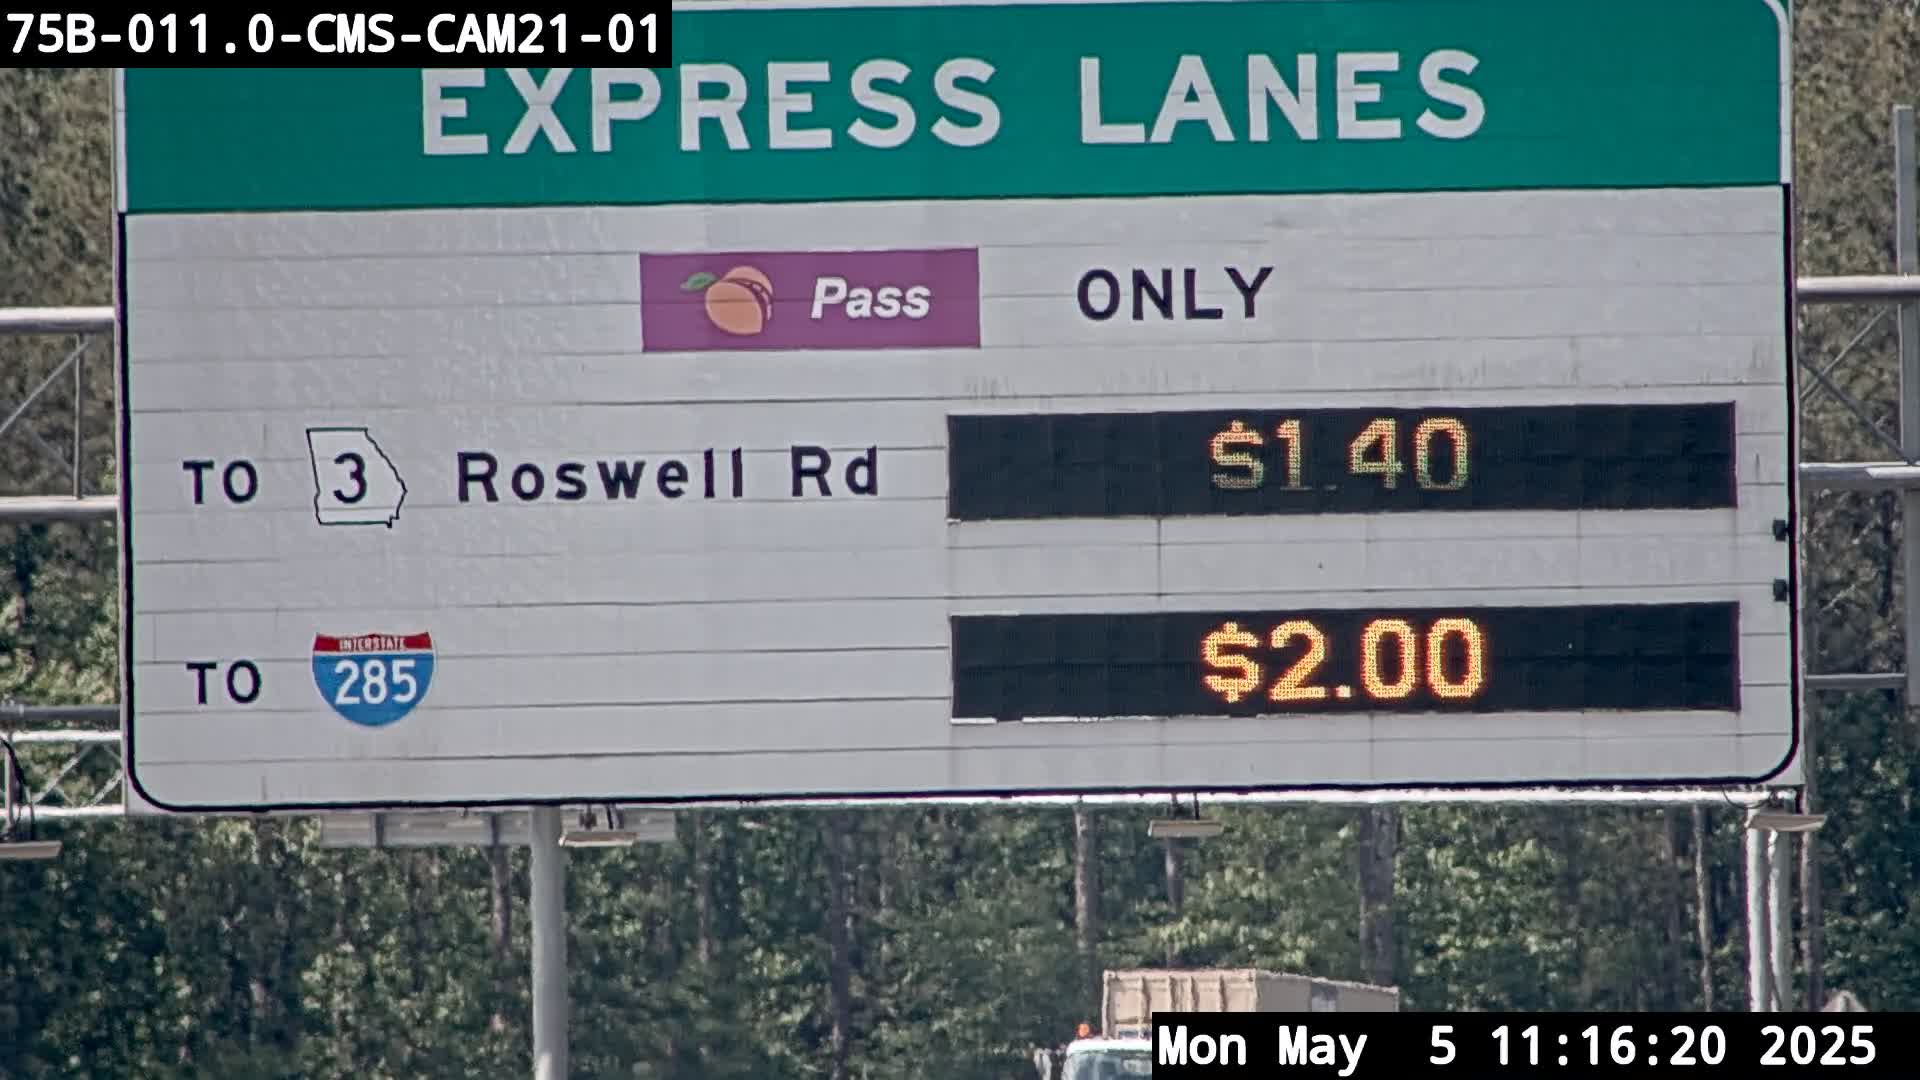 75B-011.0-CMS-CAM21-01
EXPRESS LANES
Pass ONLY
TO 3 Roswell Rd $1.40
TO INTERSTATE 285 $2.00
Mon May 5 11:16:20 2025